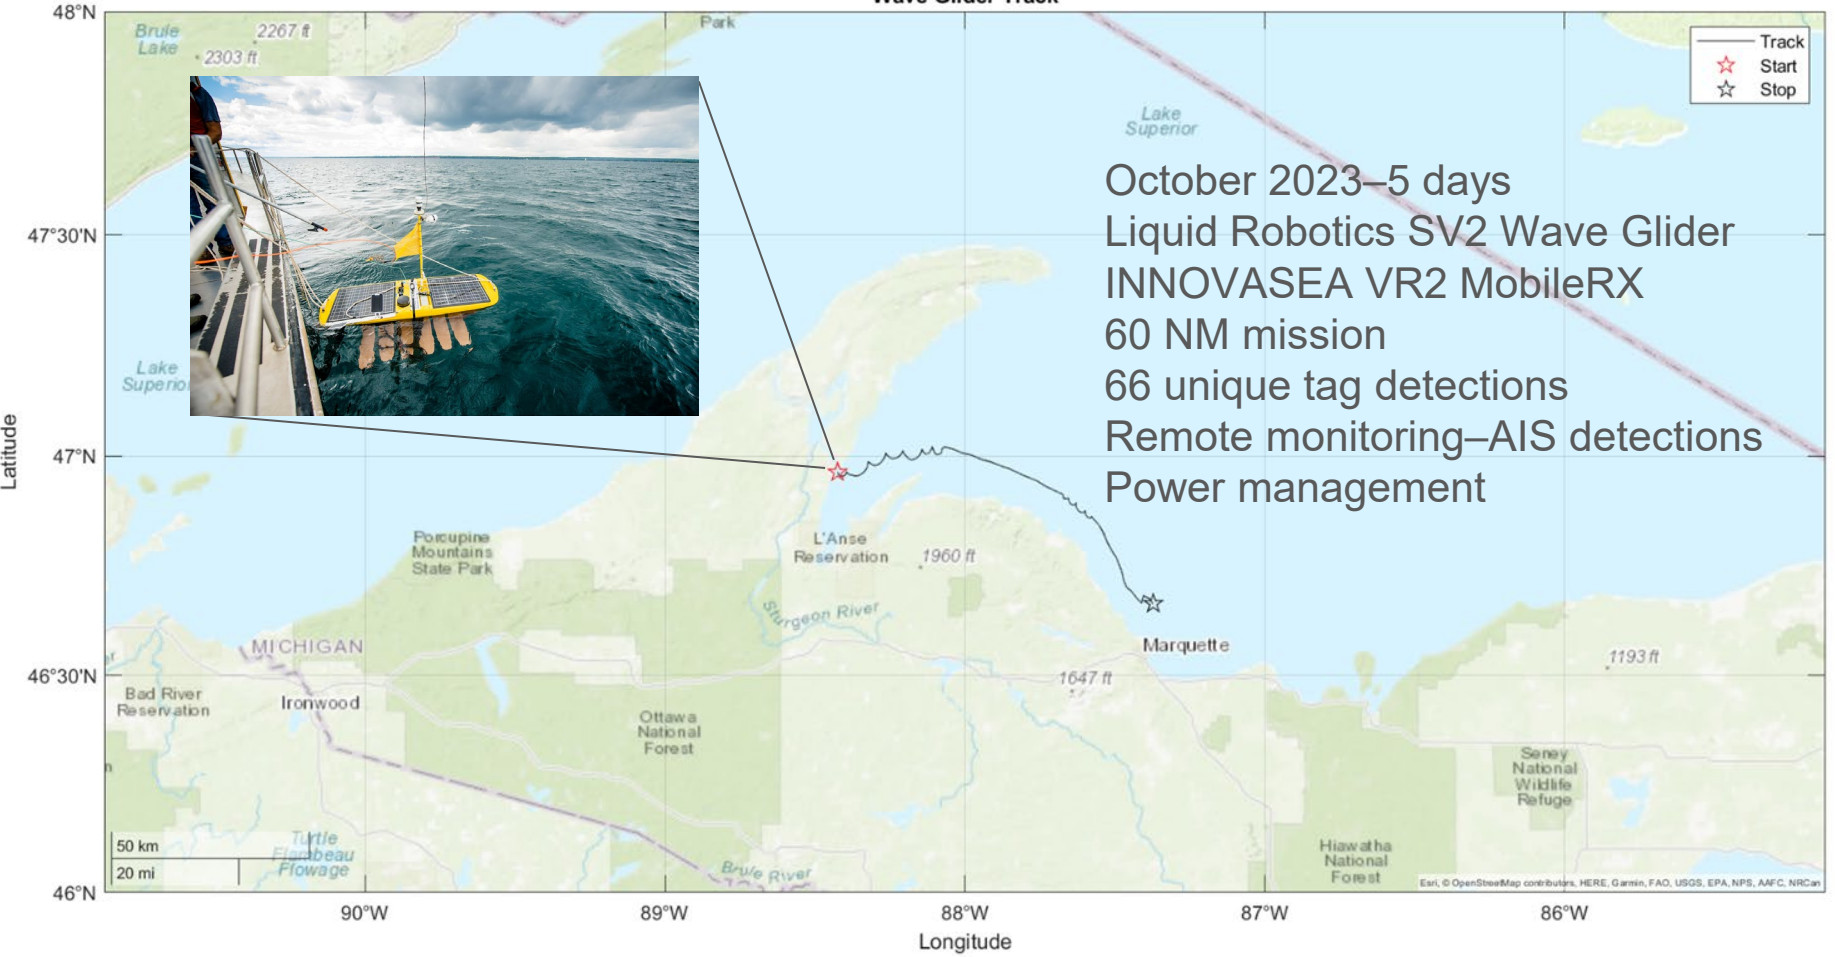 Wave Glider Track
48°N
47°30'N
47°N
46°30'N
46°N
Latitude
90°W
89°W
88°W
87°W
86°W
Longitude
Track
Start
Stop
October 2023–5 days
Liquid Robotics SV2 Wave Glider
INNOVASEA VR2 MobileRX
60 NM mission
66 unique tag detections
Remote monitoring–AIS detections
Power management
Brule
Lake
2267 ft
2303 ft
Park
Lake
Superior
Lake
Superior
Porcupine
Mountains
State Park
L'Anse
Reservation
1960 ft
Sturgeon River
MICHIGAN
Marquette
1647 ft
1193 ft
Bad River
Reservation
Ironwood
Ottawa
National
Forest
Seney
National
Wildlife
Refuge
Hiawatha
National
Forest
Turtle
Flambeau
Flowage
Brule River
50 km
20 mi
Esri, © OpenStreetMap contributors, HERE, Garmin, FAO, USGS, EPA, NPS, AAFC, NRCan